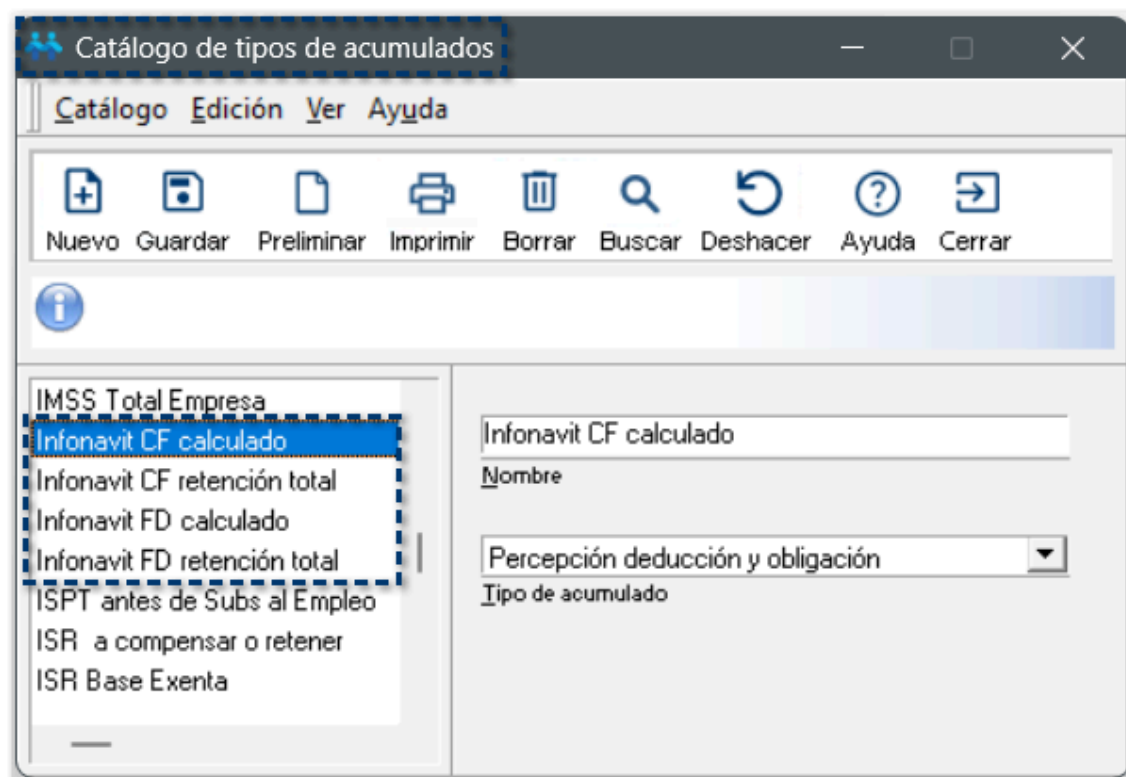 Catálogo de tipos de acumulados
Catálogo Edición Ver Ayuda
Nuevo Guardar Preliminar Imprimir Borrar Buscar Deshacer Ayuda Cerrar
IMSS Total Empresa
Infonavit CF calculado
Infonavit CF retención total
Infonavit FD calculado
Infonavit FD retención total
ISPT antes de Subs al Empleo
ISR a compensar o retener
ISR Base Exenta
Infonavit CF calculado
Nombre
Percepción deducción y obligación
Tipo de acumulado